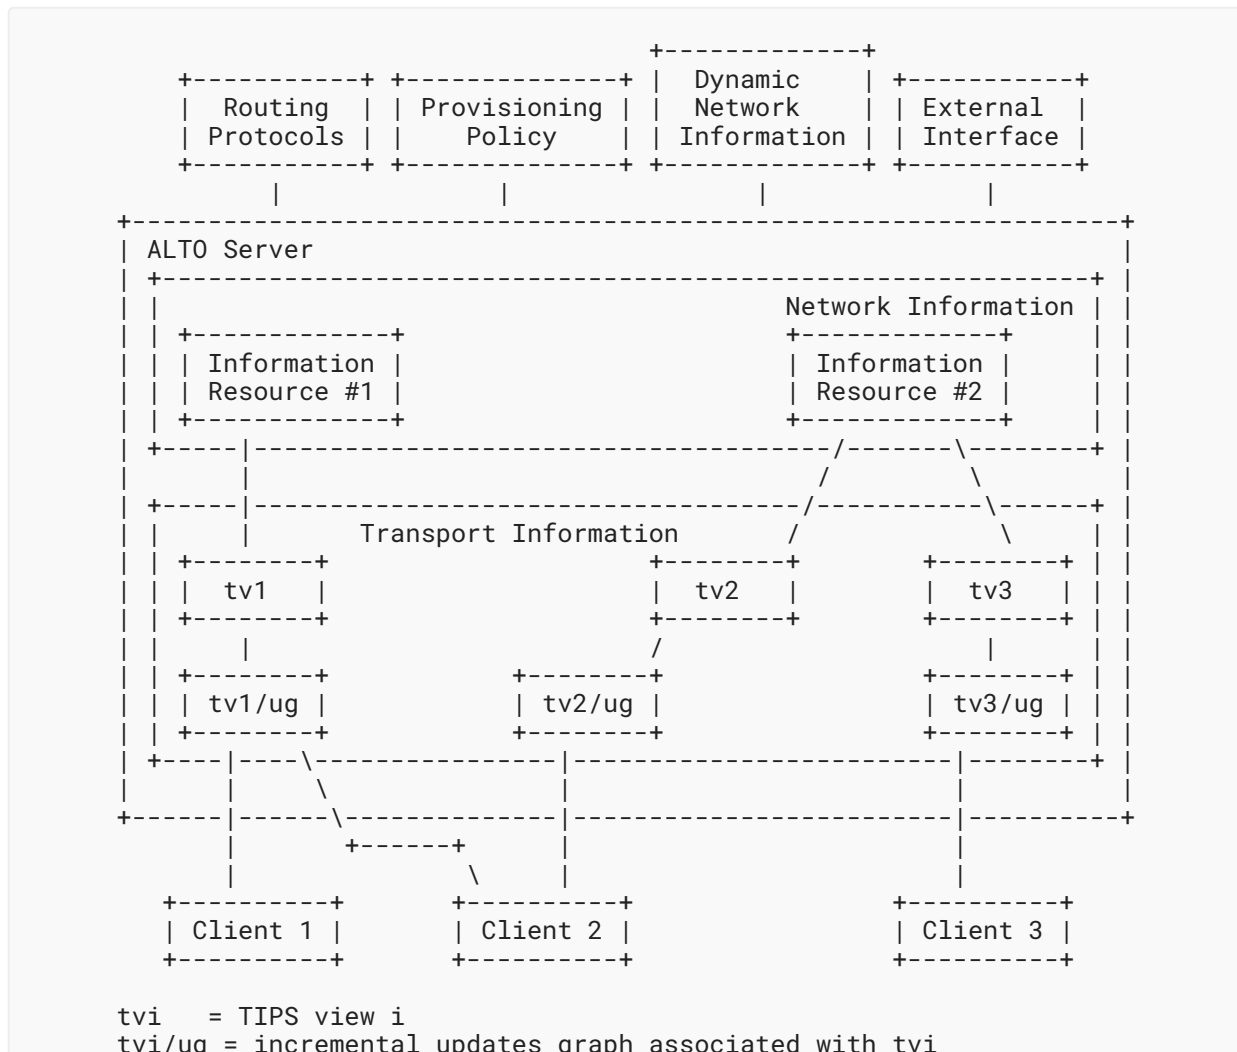 Dynamic
Routing Provisioning Network External
Protocols Policy Information Interface
ALTO Server
Network Information
Information Information
Resource #1 Resource #2
Transport Information
tv1 tv2 tv3
tv1/ug tv2/ug tv3/ug
Client 1 Client 2 Client 3
tvi = TIPS view i
tvi/ug = incremental updates graph associated with tvi